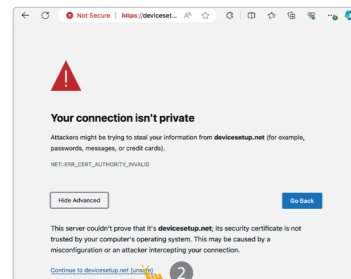 Not Secure | https://deviceset...
Your connection isn't private
Attackers might be trying to steal your information from devicesetup.net (for example,
passwords, messages, or credit cards).
NET::ERR_CERT_AUTHORITY_INVALID
Hide Advanced
Go Back
This server couldn't prove that it's devicesetup.net; its security certificate is not
trusted by your computer's operating system. This may be caused by a
misconfiguration or an attacker intercepting your connection.
Continue to devicesetup.net (unsafe)
2